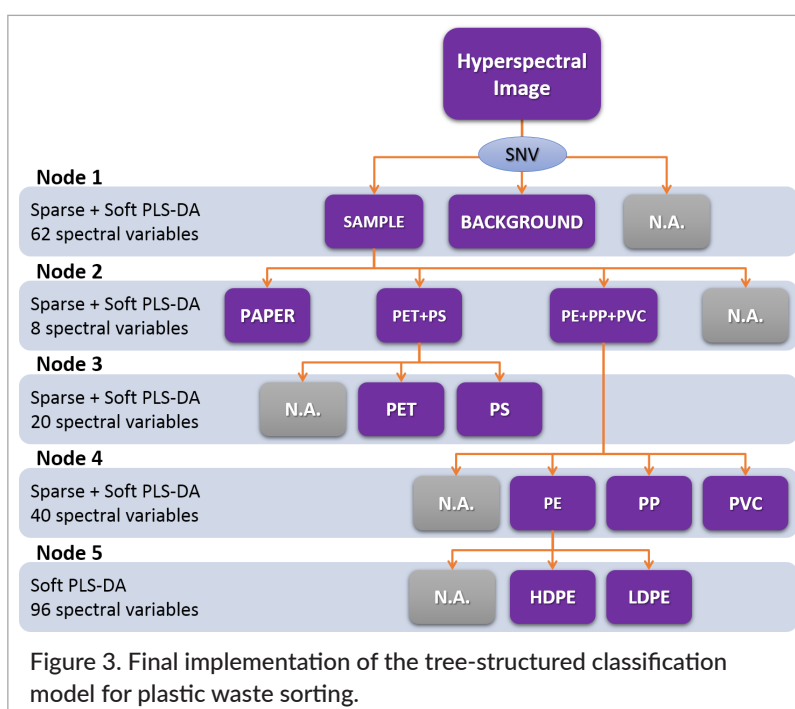 Hyperspectral
Image
SNV
Node 1
Sparse + Soft PLS-DA
62 spectral variables
SAMPLE
BACKGROUND
N.A.
Node 2
Sparse + Soft PLS-DA
8 spectral variables
PAPER
PET+PS
PE+PP+PVC
N.A.
Node 3
Sparse + Soft PLS-DA
20 spectral variables
N.A.
PET
PS
Node 4
Sparse + Soft PLS-DA
40 spectral variables
N.A.
PE
PP
PVC
Node 5
Soft PLS-DA
96 spectral variables
N.A.
HDPE
LDPE
Figure 3. Final implementation of the tree-structured classification
model for plastic waste sorting.